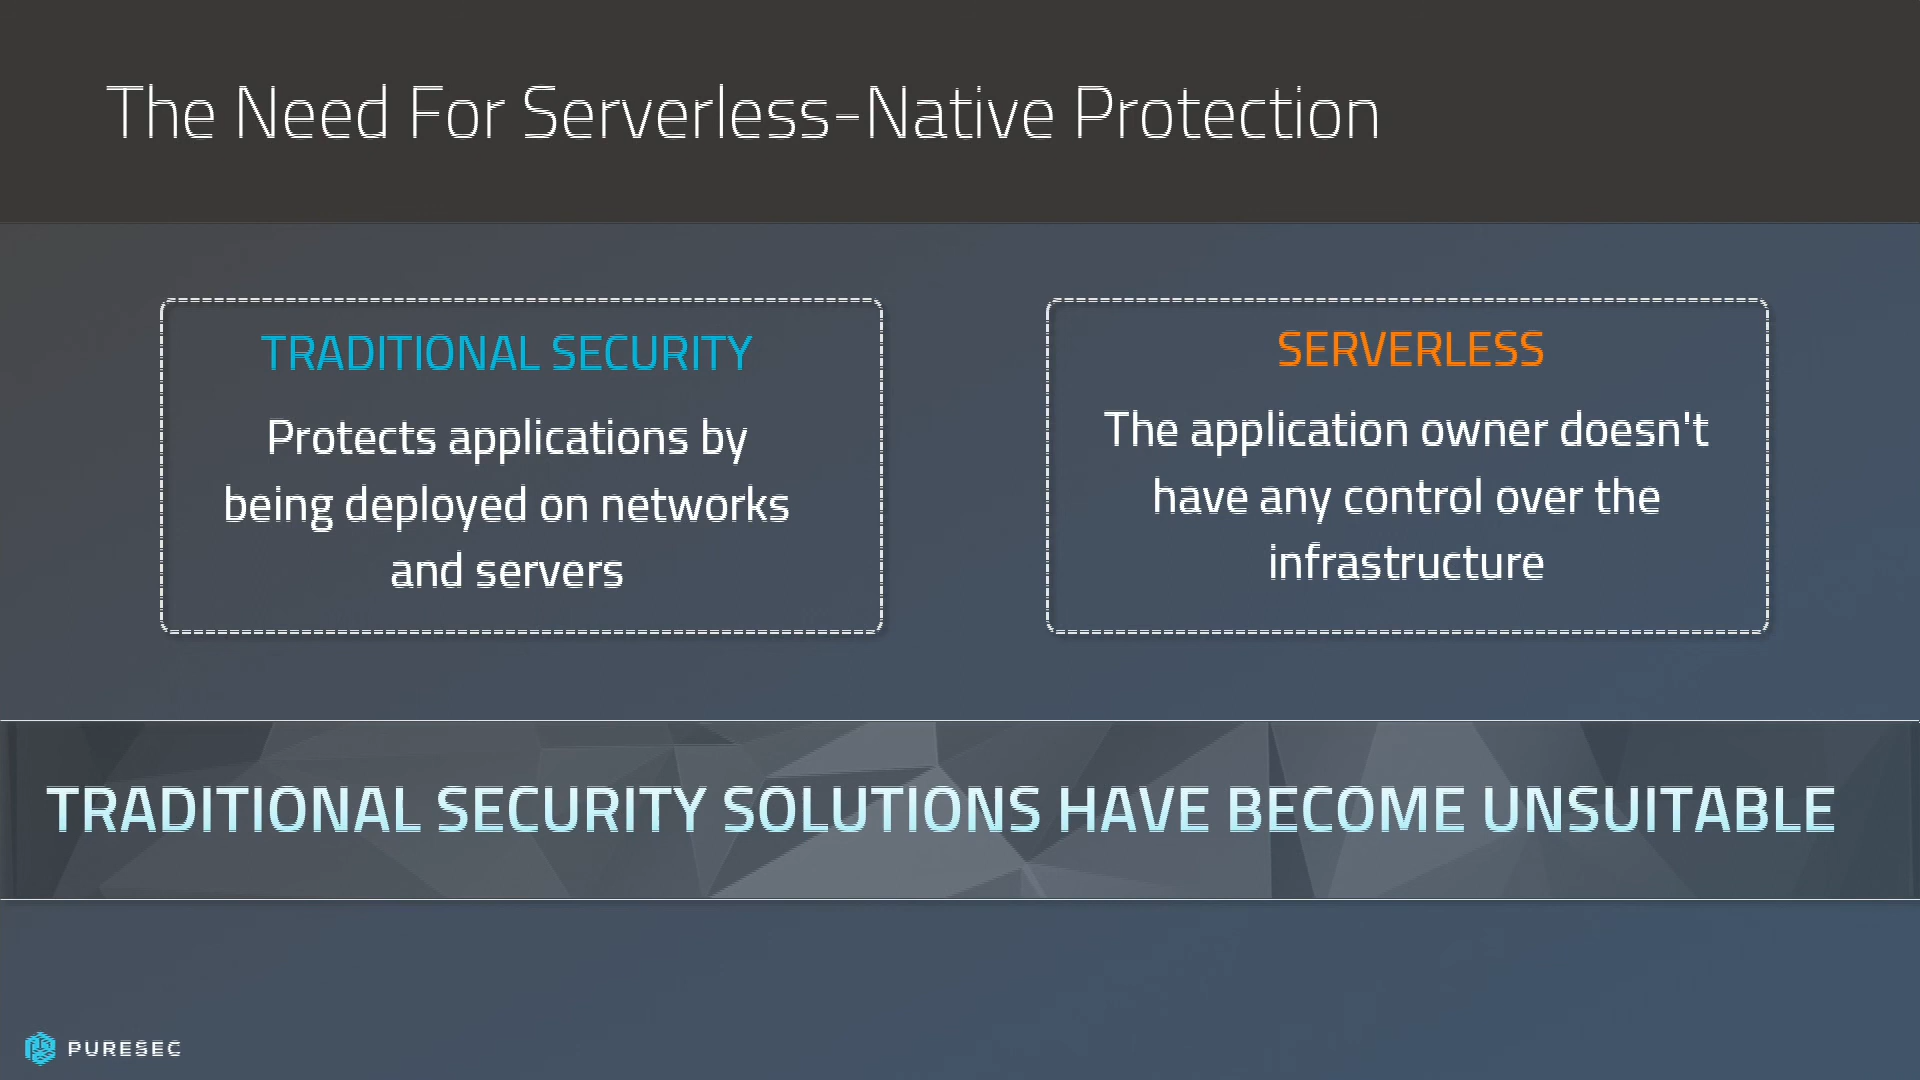 The Need For Serverless-Native Protection
TRADITIONAL SECURITY
Protects applications by
being deployed on networks
and servers
SERVERLESS
The application owner doesn't
have any control over the
infrastructure
TRADITIONAL SECURITY SOLUTIONS HAVE BECOME UNSUITABLE
PURESEC